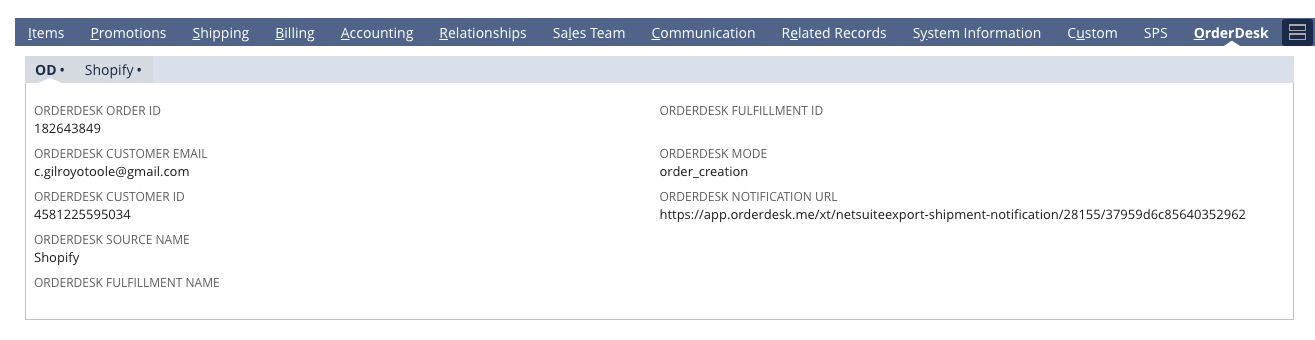 Items Promotions Shipping Billing Accounting Relationships Sales Team Communication Related Records System Information Custom SPS OrderDesk
OD • Shopify •
ORDERDESK ORDER ID
182643849
ORDERDESK CUSTOMER EMAIL
c.gilroyotoole@gmail.com
ORDERDESK CUSTOMER ID
4581225595034
ORDERDESK SOURCE NAME
Shopify
ORDERDESK FULFILLMENT NAME
ORDERDESK FULFILLMENT ID
ORDERDESK MODE
order_creation
ORDERDESK NOTIFICATION URL
https://app.orderdesk.me/xt/netsuiteexport-shipment-notification/28155/37959d6c85640352962